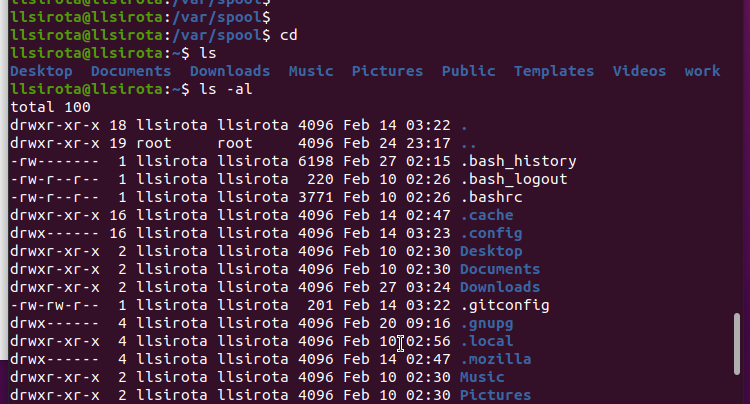 llsirota@llsirota:/var/spool$
llsirota@llsirota:/var/spool$
llsirota@llsirota:/var/spool$ cd
llsirota@llsirota:~$ ls
Desktop  Documents  Downloads  Music  Pictures  Public  Templates  Videos  work
llsirota@llsirota:~$ ls -al
total 100
drwxr-xr-x 18 llsirota llsirota 4096 Feb 14 03:22 .
drwxr-xr-x 19 root     root     4096 Feb 24 23:17 ..
-rw-------  1 llsirota llsirota 6198 Feb 27 02:15 .bash_history
-rw-r--r--  1 llsirota llsirota  220 Feb 10 02:26 .bash_logout
-rw-r--r--  1 llsirota llsirota 3771 Feb 10 02:26 .bashrc
drwxr-xr-x 16 llsirota llsirota 4096 Feb 14 02:47 .cache
drwx------ 16 llsirota llsirota 4096 Feb 14 03:23 .config
drwxr-xr-x  2 llsirota llsirota 4096 Feb 10 02:30 Desktop
drwxr-xr-x  2 llsirota llsirota 4096 Feb 10 02:30 Documents
drwxr-xr-x  2 llsirota llsirota 4096 Feb 27 03:24 Downloads
-rw-rw-r--  1 llsirota llsirota  201 Feb 14 03:22 .gitconfig
drwx------  4 llsirota llsirota 4096 Feb 20 09:16 .gnupg
drwxr-xr-x  4 llsirota llsirota 4096 Feb 10 02:56 .local
drwx------  4 llsirota llsirota 4096 Feb 14 02:47 .mozilla
drwxr-xr-x  2 llsirota llsirota 4096 Feb 10 02:30 Music
drwxr-xr-x  2 llsirota llsirota 4096 Feb 10 02:30 Pictures